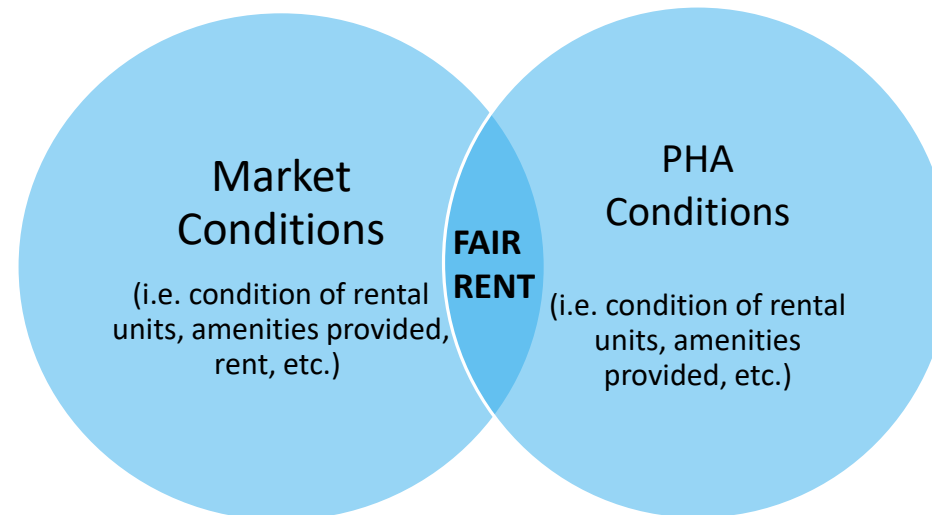 Market
Conditions
(i.e. condition of rental
units, amenities provided,
rent, etc.)
FAIR
RENT
PHA
Conditions
(i.e. condition of rental
units, amenities
provided, etc.)